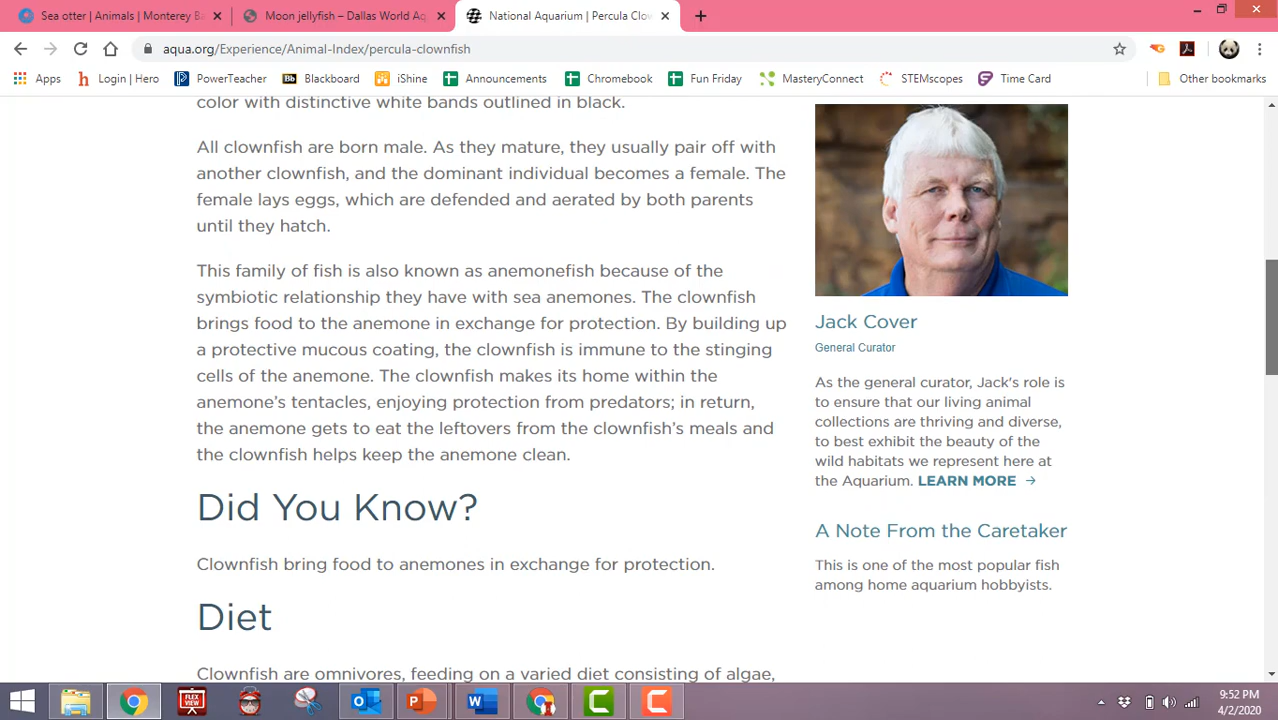 Sea otter | Animals | Monterey Ba
Moon jellyfish – Dallas World Aq
National Aquarium | Percula Clow
aqua.org/Experience/Animal-Index/percula-clownfish
Apps
Login | Hero
PowerTeacher
Blackboard
iShine
Announcements
Chromebook
Fun Friday
MasteryConnect
STEMscopes
Time Card
Other bookmarks
color with distinctive white bands outlined in black.
All clownfish are born male. As they mature, they usually pair off with
another clownfish, and the dominant individual becomes a female. The
female lays eggs, which are defended and aerated by both parents
until they hatch.
This family of fish is also known as anemonefish because of the
symbiotic relationship they have with sea anemones. The clownfish
brings food to the anemone in exchange for protection. By building up
a protective mucous coating, the clownfish is immune to the stinging
cells of the anemone. The clownfish makes its home within the
anemone's tentacles, enjoying protection from predators; in return,
the anemone gets to eat the leftovers from the clownfish's meals and
the clownfish helps keep the anemone clean.
Did You Know?
Clownfish bring food to anemones in exchange for protection.
Diet
Clownfish are omnivores, feeding on a varied diet consisting of algae,
Jack Cover
General Curator
As the general curator, Jack's role is
to ensure that our living animal
collections are thriving and diverse,
to best exhibit the beauty of the
wild habitats we represent here at
the Aquarium. LEARN MORE →
A Note From the Caretaker
This is one of the most popular fish
among home aquarium hobbyists.
FLEX
VIEW
9:52 PM
4/2/2020